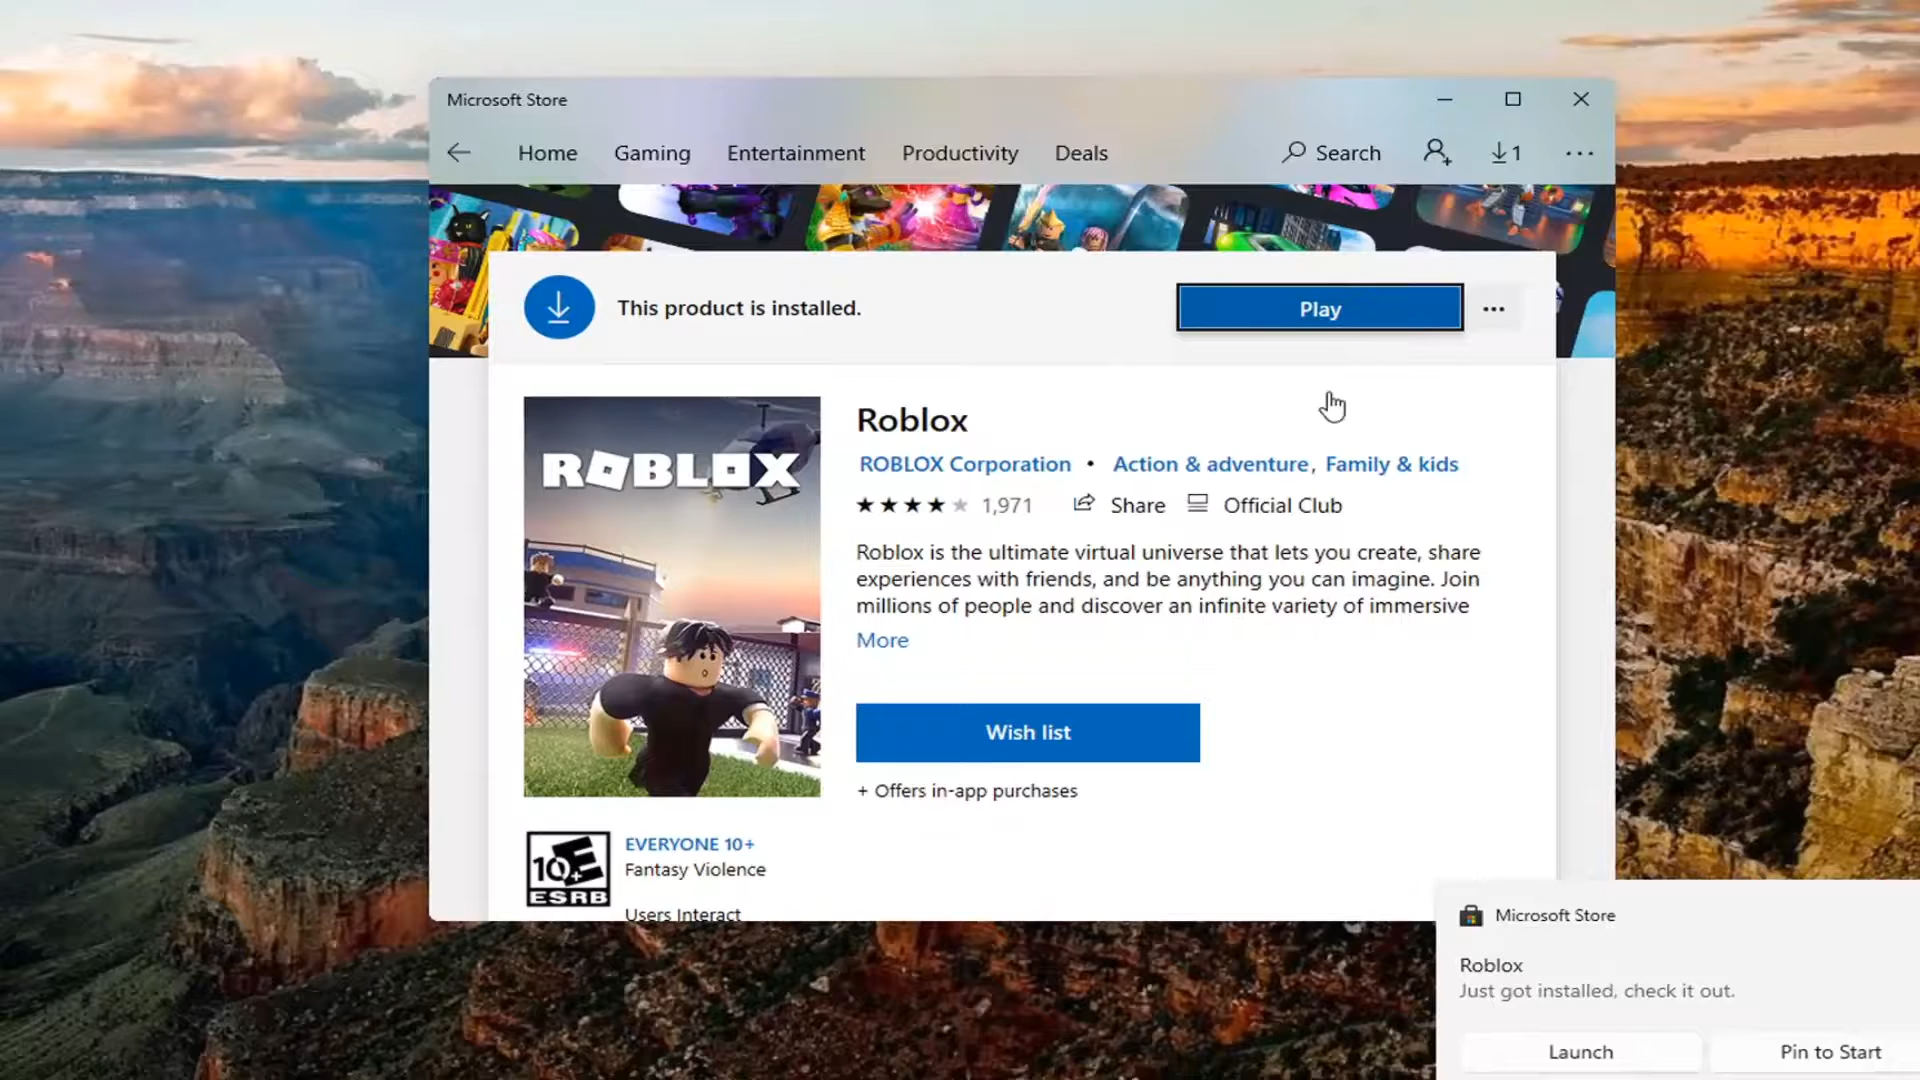 Microsoft Store
Home Gaming Entertainment Productivity Deals Search 1
This product is installed.
Play
ROBLOX
Roblox
ROBLOX Corporation • Action & adventure, Family & kids
1,971 Share Official Club
Roblox is the ultimate virtual universe that lets you create, share
experiences with friends, and be anything you can imagine. Join
millions of people and discover an infinite variety of immersive
More
Wish list
+ Offers in-app purchases
10+ E
ESRB
EVERYONE 10+
Fantasy Violence
Users Interact
Microsoft Store
Roblox
Just got installed, check it out.
Launch Pin to Start